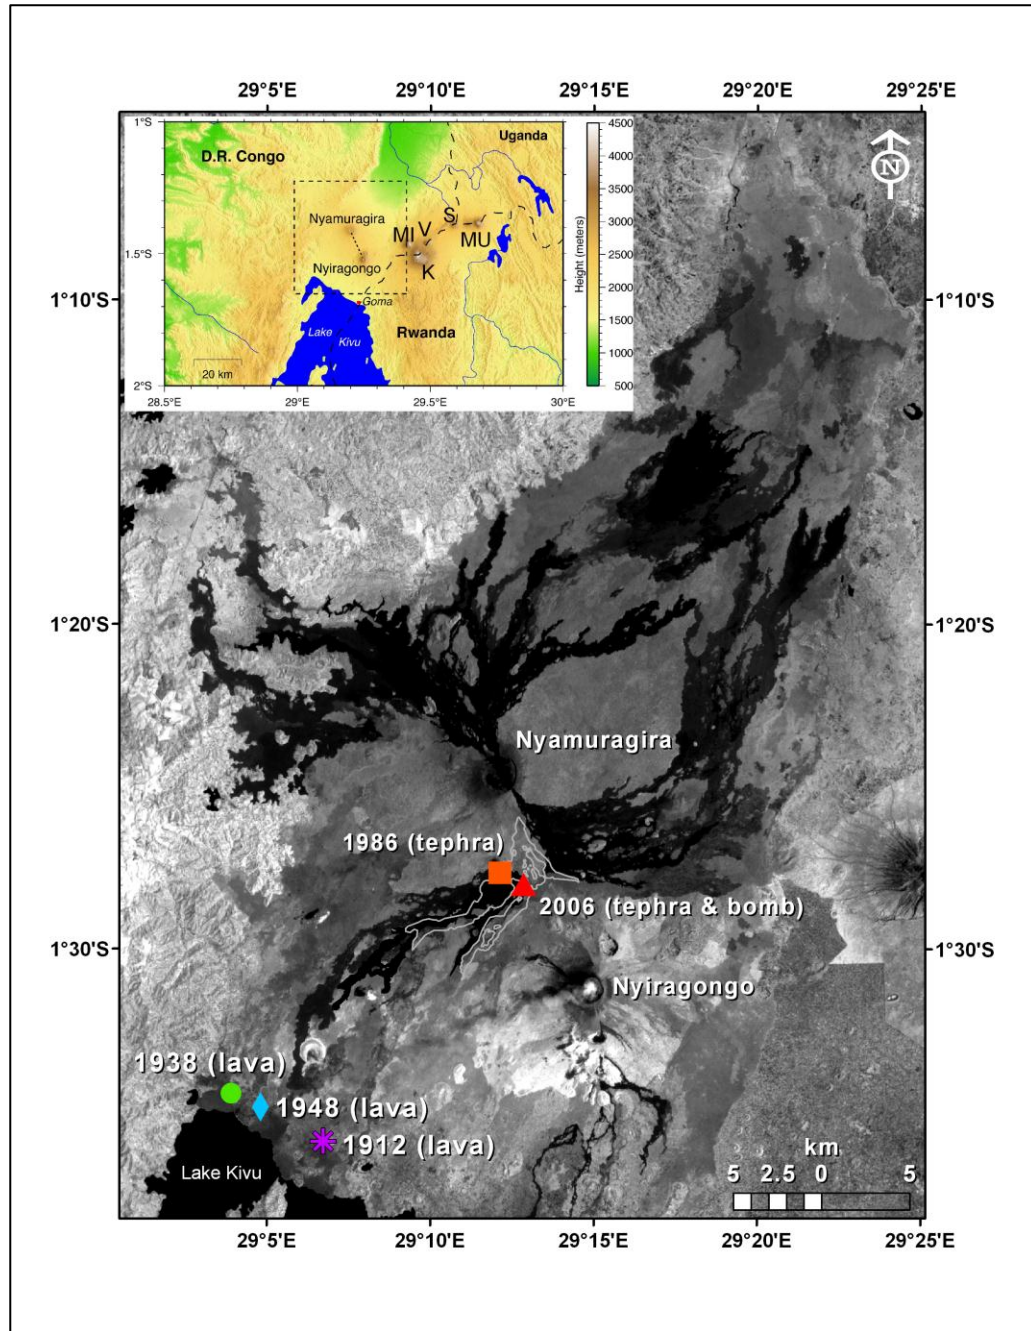 29°5'E 29°10'E 29°15'E 29°20'E 29°25'E
1°S
1.5°S
2°S
28.5°E 29°E 29.5°E 30°E
D.R. Congo
Uganda
Nyamuragira
Nyiragongo
MI V S MU
K
Goma
Lake Kivu
Rwanda
20 km
4500
4000
3500
3000
2500
2000
1500
1000
500
Height (meters)
N
1°10'S 1°10'S
1°20'S 1°20'S
1°30'S 1°30'S
Nyamuragira
1986 (tephra)
2006 (tephra & bomb)
Nyiragongo
1938 (lava)
1948 (lava)
1912 (lava)
Lake Kivu
km
5 2.5 0 5
29°5'E 29°10'E 29°15'E 29°20'E 29°25'E